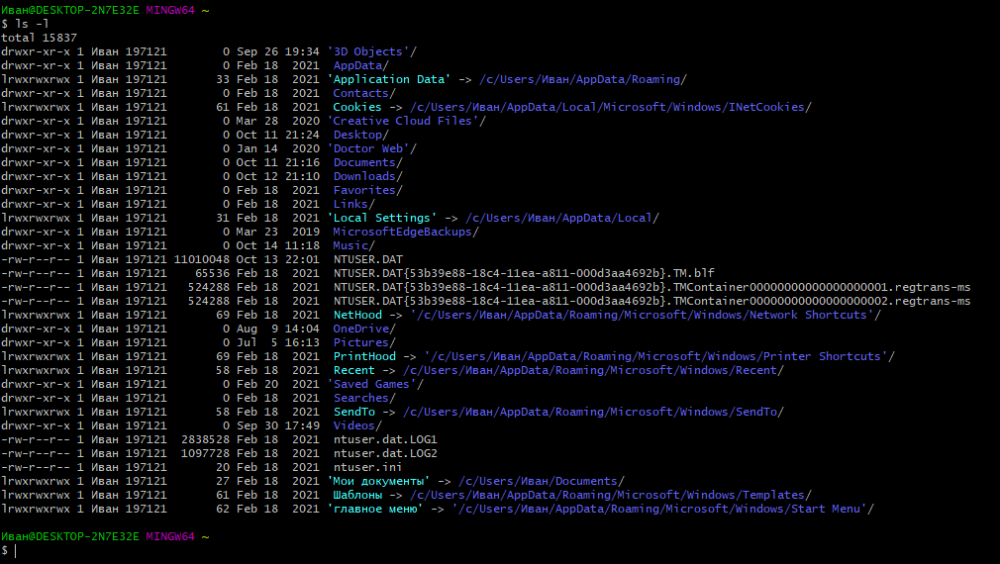 Иван@DESKTOP-2N7E32E MINGW64 ~
$ ls -l
total 15837
drwxr-xr-x 1 Иван 197121        0 Sep 26 19:34 '3D Objects'/
drwxr-xr-x 1 Иван 197121        0 Feb 18  2021  AppData/
lrwxrwxrwx 1 Иван 197121       33 Feb 18  2021 'Application Data' -> /c/Users/Иван/AppData/Roaming/
drwxr-xr-x 1 Иван 197121        0 Feb 18  2021  Contacts/
lrwxrwxrwx 1 Иван 197121       61 Feb 18  2021  Cookies -> /c/Users/Иван/AppData/Local/Microsoft/Windows/INetCookies/
drwxr-xr-x 1 Иван 197121        0 Mar 28  2020 'Creative Cloud Files'/
drwxr-xr-x 1 Иван 197121        0 Oct 11 21:24  Desktop/
drwxr-xr-x 1 Иван 197121        0 Jan 14  2020 'Doctor Web'/
drwxr-xr-x 1 Иван 197121        0 Oct 11 21:16  Documents/
drwxr-xr-x 1 Иван 197121        0 Oct 12 21:10  Downloads/
drwxr-xr-x 1 Иван 197121        0 Feb 18  2021  Favorites/
drwxr-xr-x 1 Иван 197121        0 Feb 18  2021  Links/
lrwxrwxrwx 1 Иван 197121       31 Feb 18  2021 'Local Settings' -> /c/Users/Иван/AppData/Local/
drwxr-xr-x 1 Иван 197121        0 Mar 23  2019  MicrosoftEdgeBackups/
drwxr-xr-x 1 Иван 197121        0 Oct 14 11:18  Music/
-rw-r--r-- 1 Иван 197121 11010048 Oct 13 22:01  NTUSER.DAT
-rw-r--r-- 1 Иван 197121    65536 Feb 18  2021  NTUSER.DAT{53b39e88-18c4-11ea-a811-000d3aa4692b}.TM.blf
-rw-r--r-- 1 Иван 197121   524288 Feb 18  2021  NTUSER.DAT{53b39e88-18c4-11ea-a811-000d3aa4692b}.TMContainer00000000000000000001.regtrans-ms
-rw-r--r-- 1 Иван 197121   524288 Feb 18  2021  NTUSER.DAT{53b39e88-18c4-11ea-a811-000d3aa4692b}.TMContainer00000000000000000002.regtrans-ms
lrwxrwxrwx 1 Иван 197121       69 Feb 18  2021  NetHood -> '/c/Users/Иван/AppData/Roaming/Microsoft/Windows/Network Shortcuts'/
drwxr-xr-x 1 Иван 197121        0 Aug  9 14:04  OneDrive/
drwxr-xr-x 1 Иван 197121        0 Jul  5 16:13  Pictures/
lrwxrwxrwx 1 Иван 197121       69 Feb 18  2021  PrintHood -> '/c/Users/Иван/AppData/Roaming/Microsoft/Windows/Printer Shortcuts'/
lrwxrwxrwx 1 Иван 197121       58 Feb 18  2021  Recent -> /c/Users/Иван/AppData/Roaming/Microsoft/Windows/Recent/
drwxr-xr-x 1 Иван 197121        0 Feb 20  2021 'Saved Games'/
drwxr-xr-x 1 Иван 197121        0 Feb 18  2021  Searches/
lrwxrwxrwx 1 Иван 197121       58 Feb 18  2021  SendTo -> /c/Users/Иван/AppData/Roaming/Microsoft/Windows/SendTo/
drwxr-xr-x 1 Иван 197121        0 Sep 30 17:49  Videos/
-rw-r--r-- 1 Иван 197121  2838528 Feb 18  2021  ntuser.dat.LOG1
-rw-r--r-- 1 Иван 197121  1097728 Feb 18  2021  ntuser.dat.LOG2
-rw-r--r-- 1 Иван 197121       20 Feb 18  2021  ntuser.ini
lrwxrwxrwx 1 Иван 197121       27 Feb 18  2021 'Мои документы' -> /c/Users/Иван/Documents/
lrwxrwxrwx 1 Иван 197121       61 Feb 18  2021  Шаблоны -> /c/Users/Иван/AppData/Roaming/Microsoft/Windows/Templates/
lrwxrwxrwx 1 Иван 197121       62 Feb 18  2021 'главное меню' -> '/c/Users/Иван/AppData/Roaming/Microsoft/Windows/Start Menu'/
Иван@DESKTOP-2N7E32E MINGW64 ~
$